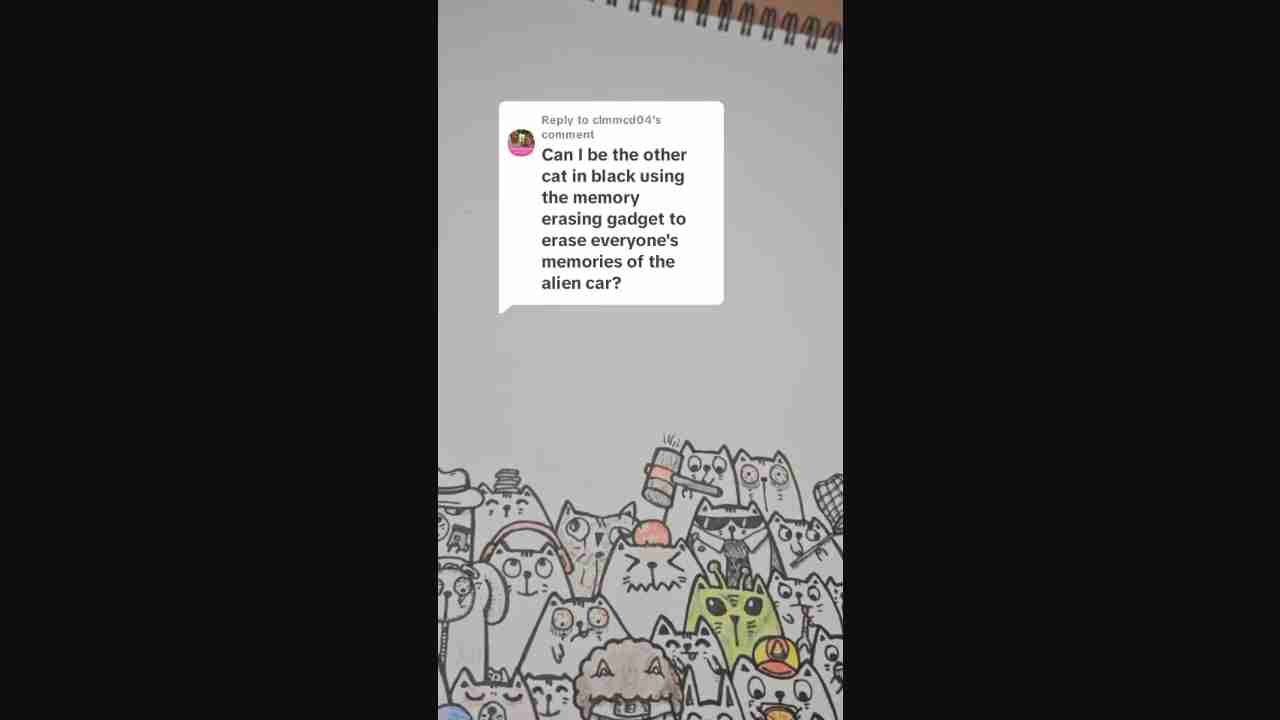 Reply to clmmcd04's
comment
Can I be the other
cat in black using
the memory
erasing gadget to
erase everyone's
memories of the
alien car?